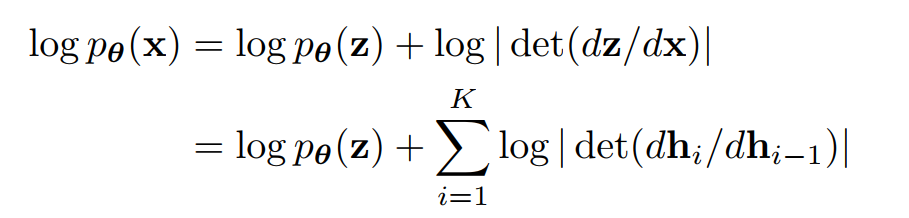 log p_θ(x) = log p_θ(z) + log | det(dz/dx)|
= log p_θ(z) + ∑_{i=1}^{K} log | det(dh_i/dh_{i−1})|